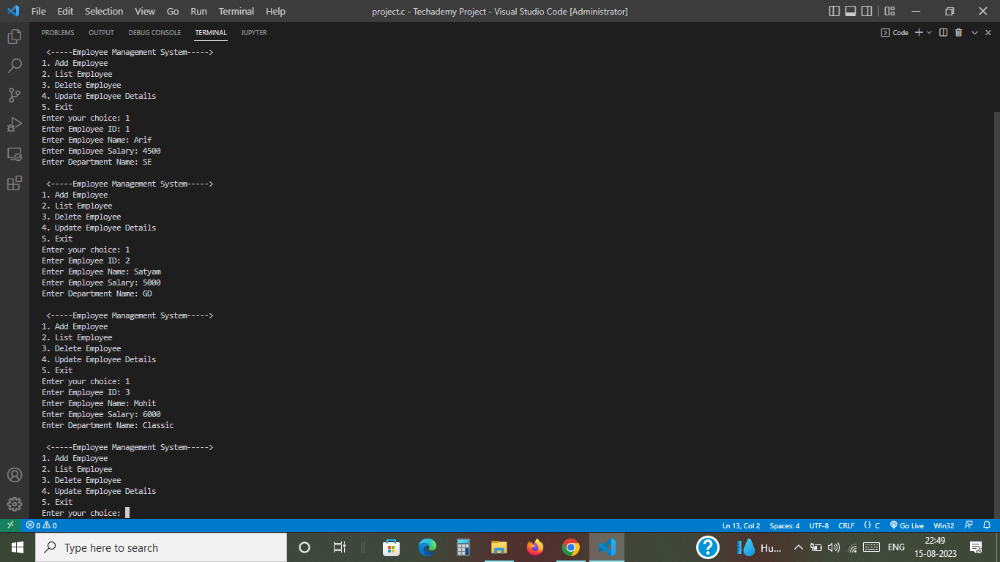 File Edit Selection View Go Run Terminal Help project.c - Techademy Project - Visual Studio Code [Administrator]
PROBLEMS OUTPUT DEBUG CONSOLE TERMINAL JUPYTER Code
<-----Employee Management System----->
1. Add Employee
2. List Employee
3. Delete Employee
4. Update Employee Details
5. Exit
Enter your choice: 1
Enter Employee ID: 1
Enter Employee Name: Arif
Enter Employee Salary: 4500
Enter Department Name: SE
<-----Employee Management System----->
1. Add Employee
2. List Employee
3. Delete Employee
4. Update Employee Details
5. Exit
Enter your choice: 1
Enter Employee ID: 2
Enter Employee Name: Satyam
Enter Employee Salary: 5000
Enter Department Name: GD
<-----Employee Management System----->
1. Add Employee
2. List Employee
3. Delete Employee
4. Update Employee Details
5. Exit
Enter your choice: 1
Enter Employee ID: 3
Enter Employee Name: Mohit
Enter Employee Salary: 6000
Enter Department Name: Classic
<-----Employee Management System----->
1. Add Employee
2. List Employee
3. Delete Employee
4. Update Employee Details
5. Exit
Enter your choice:
0 0 Ln 13, Col 2 Spaces: 4 UTF-8 CRLF {} C Go Live Win32
Type here to search Hu... ENG 22:49
15-08-2023